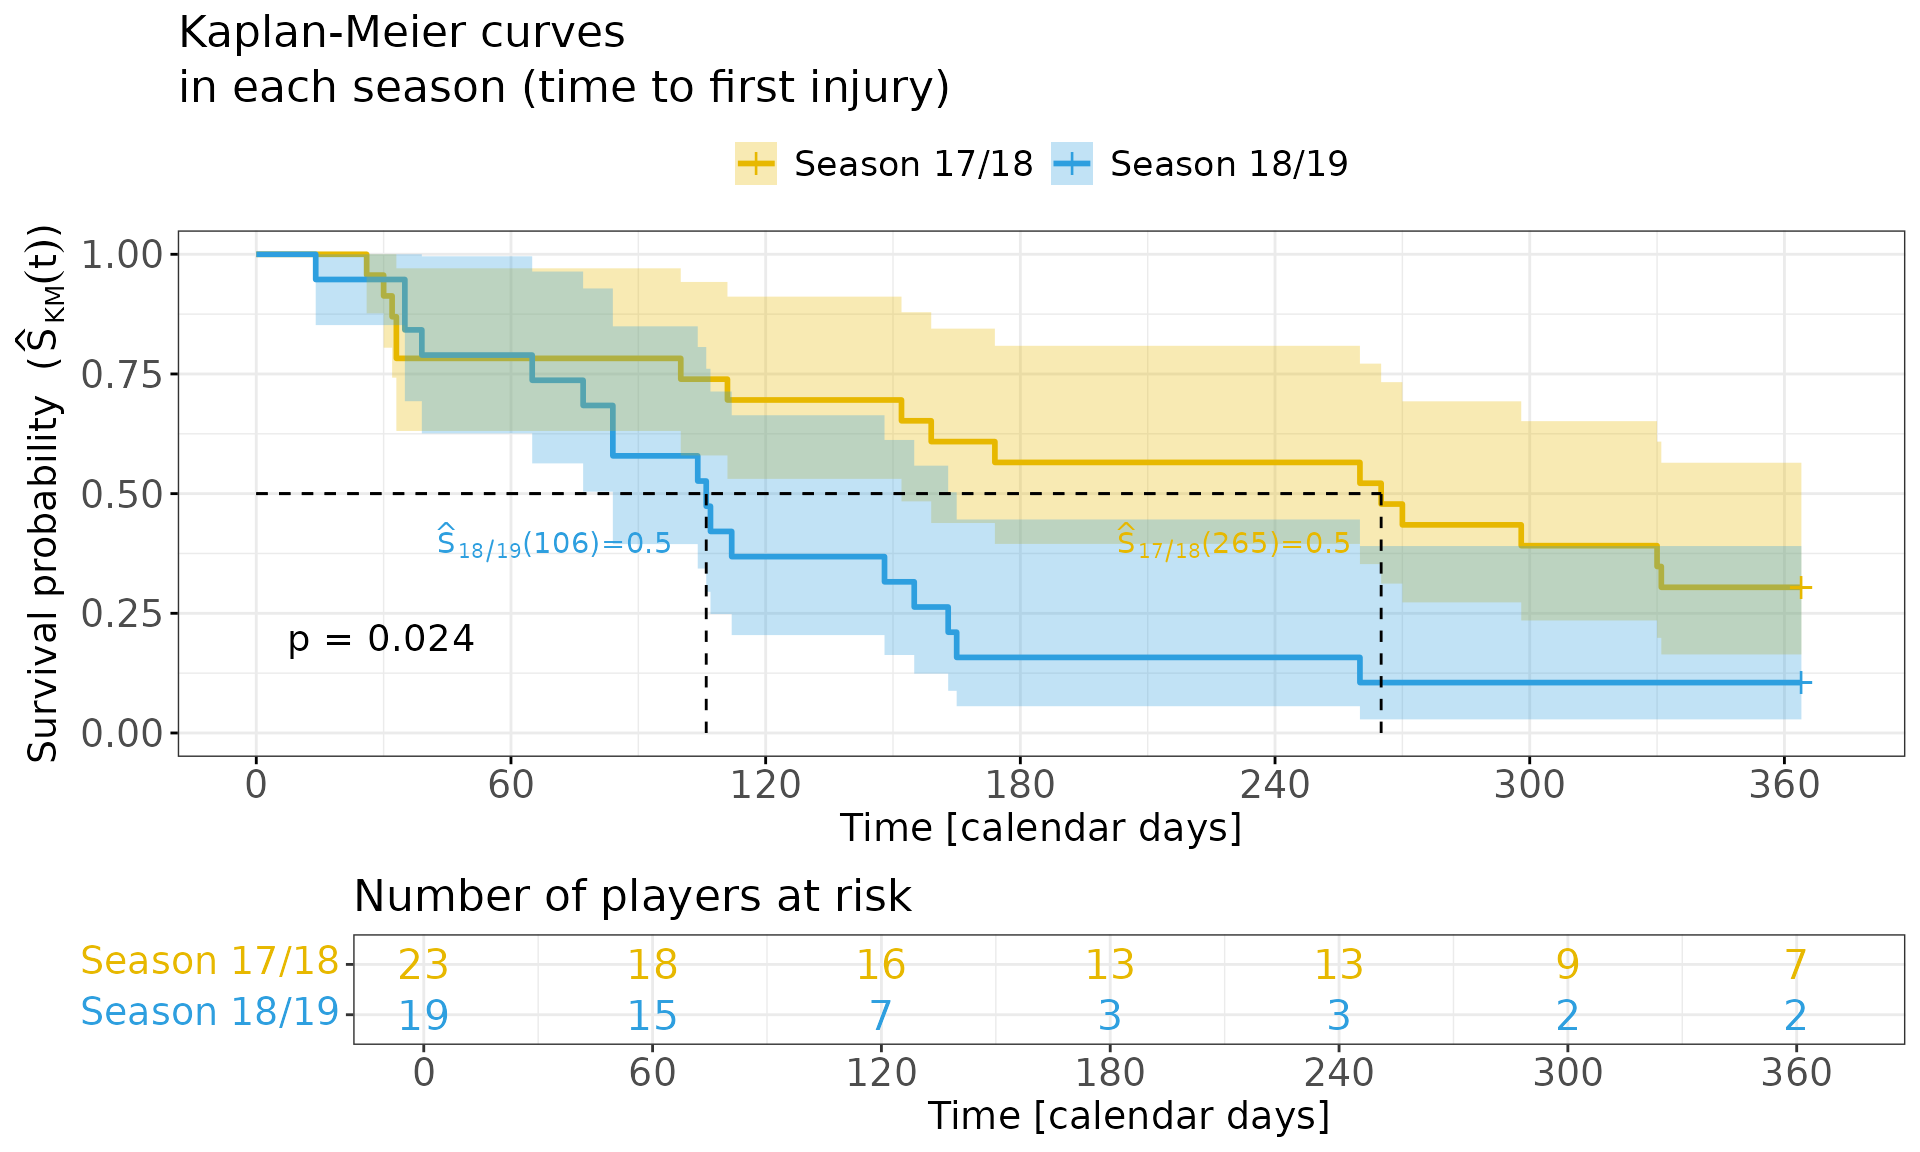 Kaplan-Meier curves
in each season (time to first injury)
Season 17/18 Season 18/19
Survival probability (Ŝ_KM(t))
1.00
0.75
0.50
0.25
0.00
Ŝ_18/19(106)=0.5
Ŝ_17/18(265)=0.5
p = 0.024
0 60 120 180 240 300 360
Time [calendar days]
Number of players at risk
Season 17/18 23 18 16 13 13 9 7
Season 18/19 19 15 7 3 3 2 2
0 60 120 180 240 300 360
Time [calendar days]